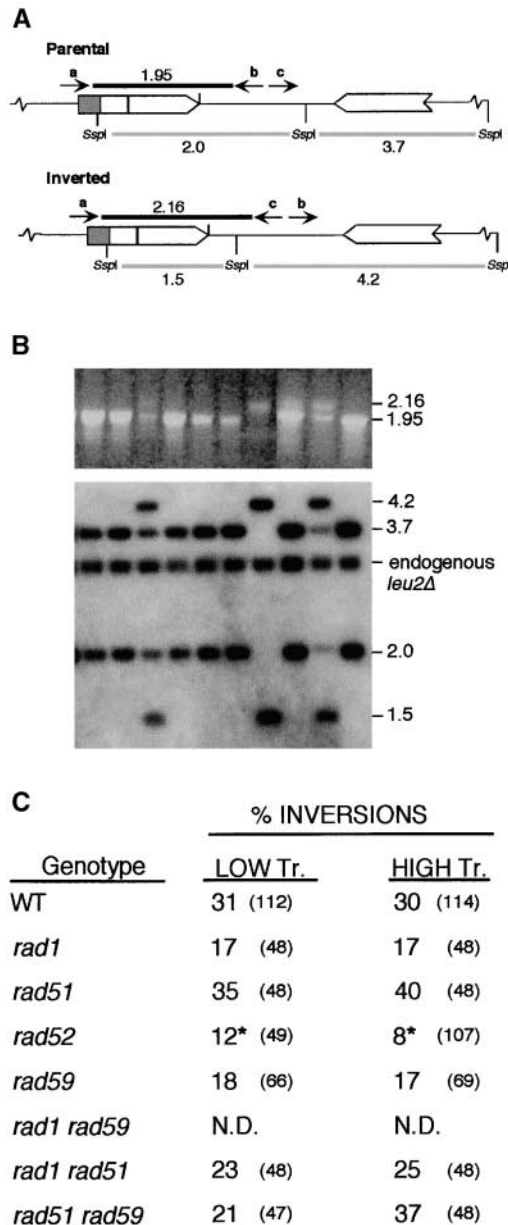 A
Parental
a 1.95 b c
SspI SspI SspI
2.0 3.7
Inverted
a 2.16 c b
SspI SspI SspI
1.5 4.2
B
2.16
1.95
4.2
3.7
endogenous
leu2Δ
2.0
1.5
C
% INVERSIONS
Genotype LOW Tr. HIGH Tr.
WT 31 (112) 30 (114)
rad1 17 (48) 17 (48)
rad51 35 (48) 40 (48)
rad52 12* (49) 8* (107)
rad59 18 (66) 17 (69)
rad1 rad59 N.D. N.D.
rad1 rad51 23 (48) 25 (48)
rad51 rad59 21 (47) 37 (48)